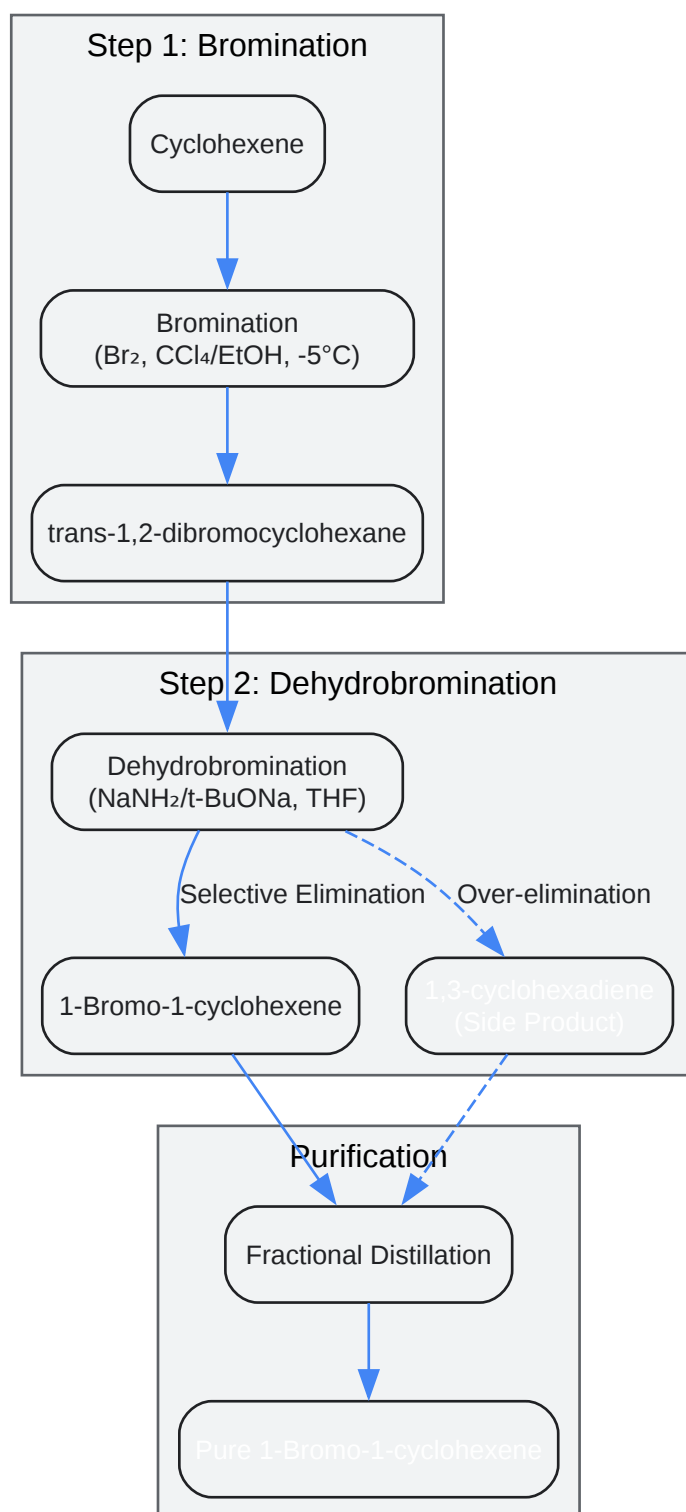 Step 1: Bromination
Cyclohexene
Bromination
(Br₂, CCl₄/EtOH, -5°C)
trans-1,2-dibromocyclohexane
Step 2: Dehydrobromination
Dehydrobromination
(NaNH₂/t-BuONa, THF)
Selective Elimination
Over-elimination
1-Bromo-1-cyclohexene
1,3-cyclohexadiene
(Side Product)
Purification
Fractional Distillation
Pure 1-Bromo-1-cyclohexene